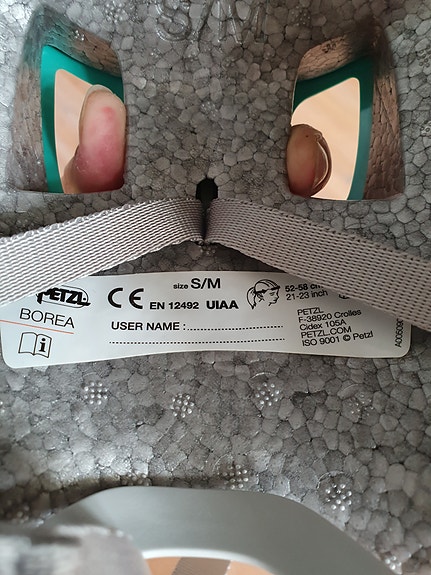 S/M
PETZL
BOREA
CE EN 12492 UIAA
size S/M
USER NAME :
52-58 cm
21-23 inch
PETZL
F-38920 Crolles
Cidex 105A
PETZL.COM
ISO 9001 © Petzl